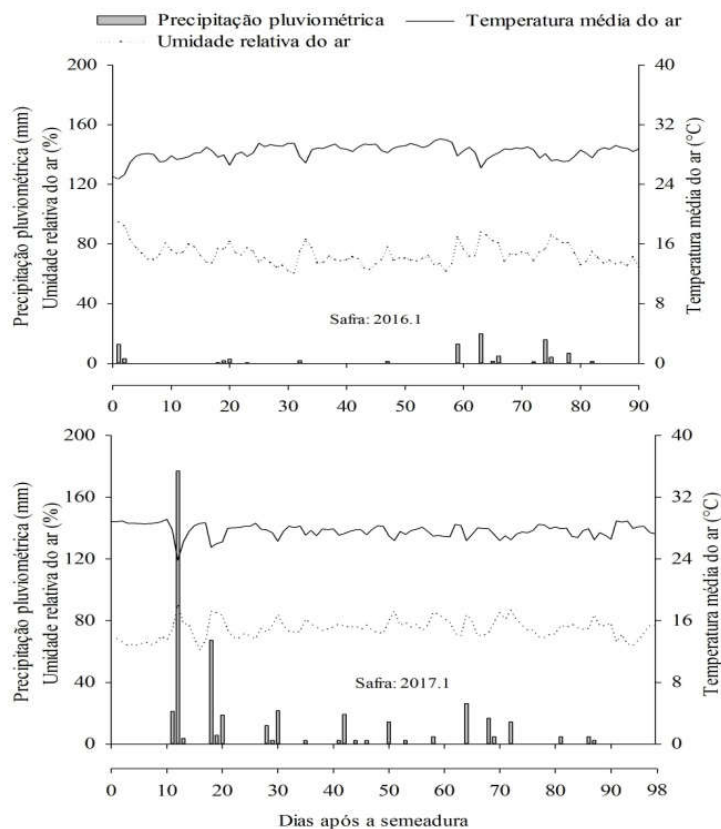 Precipitação pluviométrica Temperatura média do ar
Umidade relativa do ar
Precipitação pluviométrica (mm)
Umidade relativa do ar (%)
200
160
120
80
40
0
40
32
24
16
8
0
Temperatura média do ar (°C)
Safra: 2016.1
0 10 20 30 40 50 60 70 80 90
Precipitação pluviométrica (mm)
Umidade relativa do ar (%)
200
160
120
80
40
0
40
32
24
16
8
0
Temperatura média do ar (°C)
Safra: 2017.1
0 10 20 30 40 50 60 70 80 90 98
Dias após a semeadura